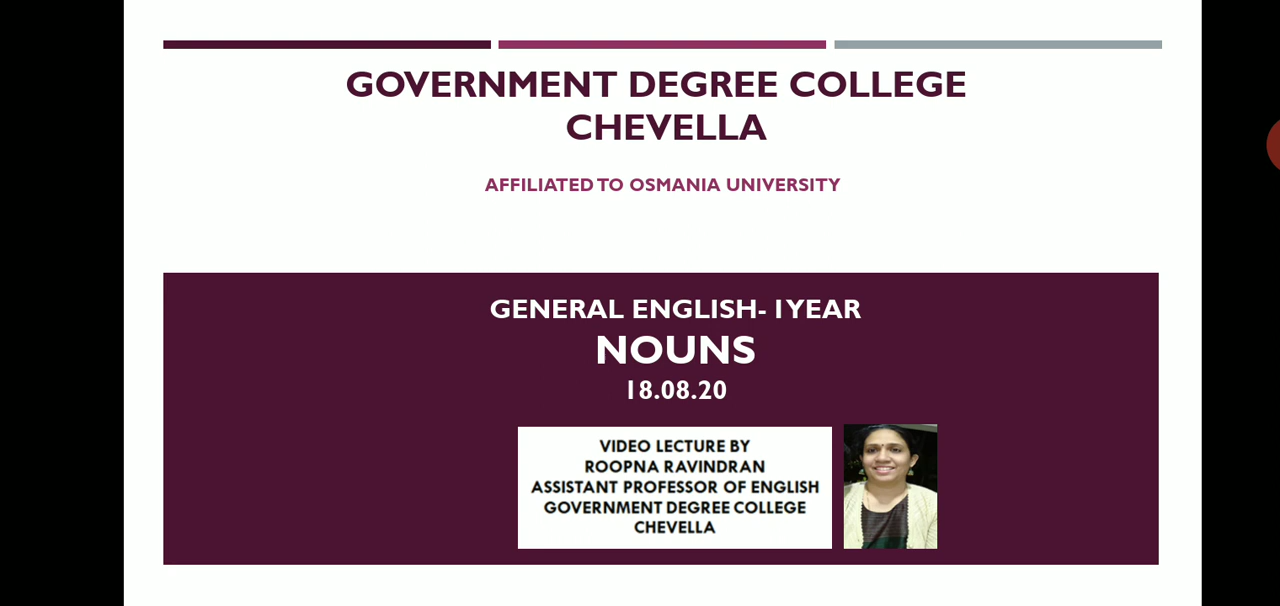 GOVERNMENT DEGREE COLLEGE
CHEVELLA
AFFILIATED TO OSMANIA UNIVERSITY
GENERAL ENGLISH- I YEAR
NOUNS
18.08.20
VIDEO LECTURE BY
ROOPNA RAVINDRAN
ASSISTANT PROFESSOR OF ENGLISH
GOVERNMENT DEGREE COLLEGE
CHEVELLA